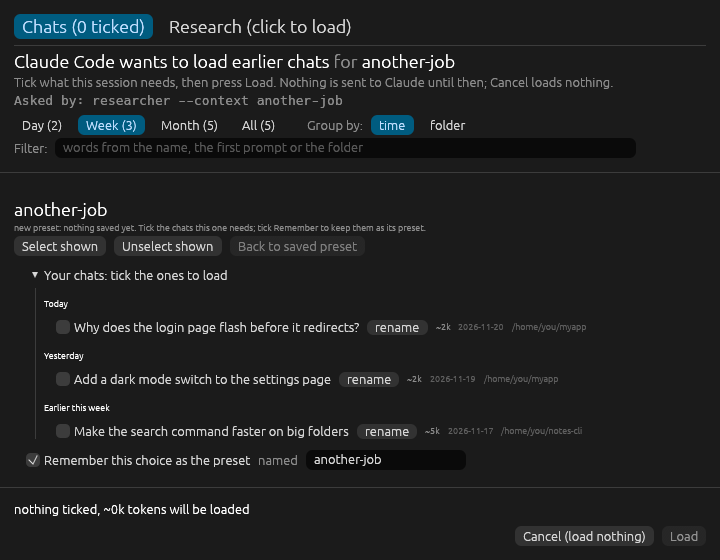 Chats (0 ticked) Research (click to load)
Claude Code wants to load earlier chats for another-job
Tick what this session needs, then press Load. Nothing is sent to Claude until then; Cancel loads nothing.
Asked by: researcher --context another-job
Day (2) Week (3) Month (5) All (5) Group by: time folder
Filter: words from the name, the first prompt or the folder
another-job
new preset: nothing saved yet. Tick the chats this one needs; tick Remember to keep them as its preset.
Select shown Unselect shown Back to saved preset
Your chats: tick the ones to load
Today
Why does the login page flash before it redirects? rename ~2k 2026-11-20 /home/you/myapp
Yesterday
Add a dark mode switch to the settings page rename ~2k 2026-11-19 /home/you/myapp
Earlier this week
Make the search command faster on big folders rename ~5k 2026-11-17 /home/you/notes-cli
Remember this choice as the preset named another-job
nothing ticked, ~0k tokens will be loaded
Cancel (load nothing) Load